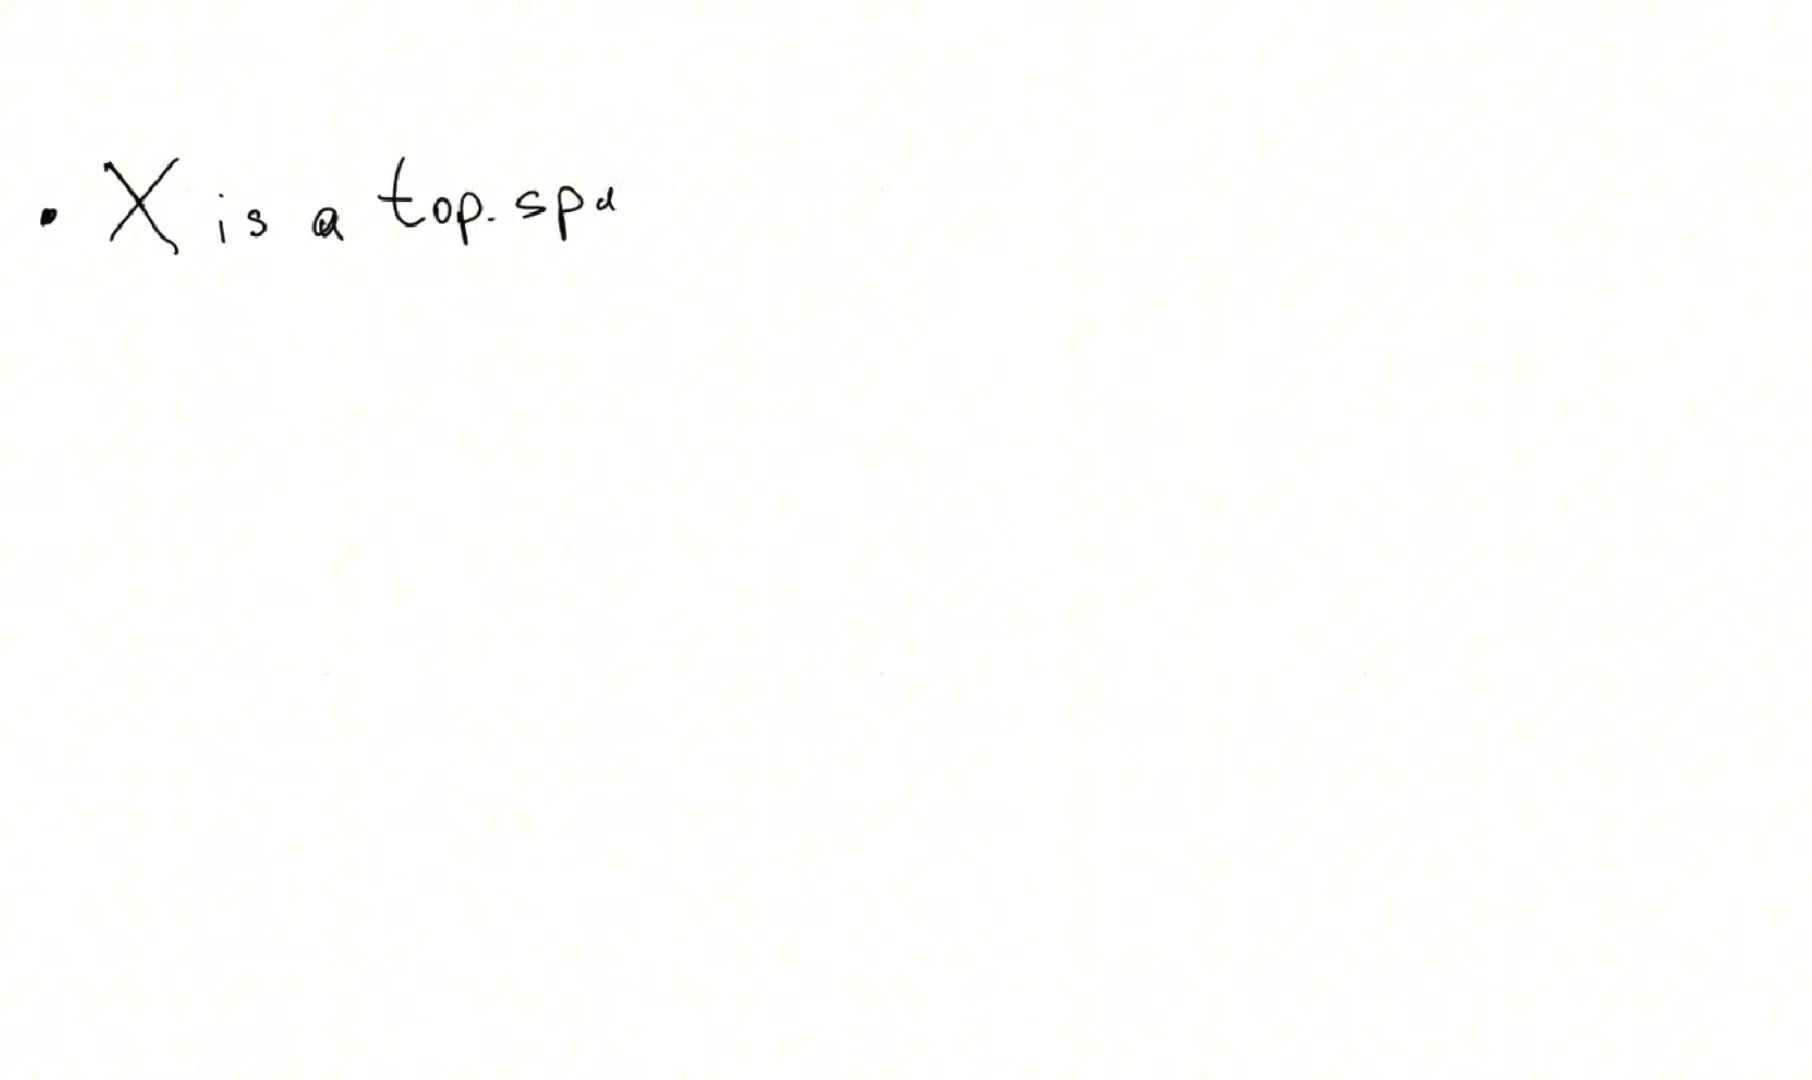 • X is a top. spa